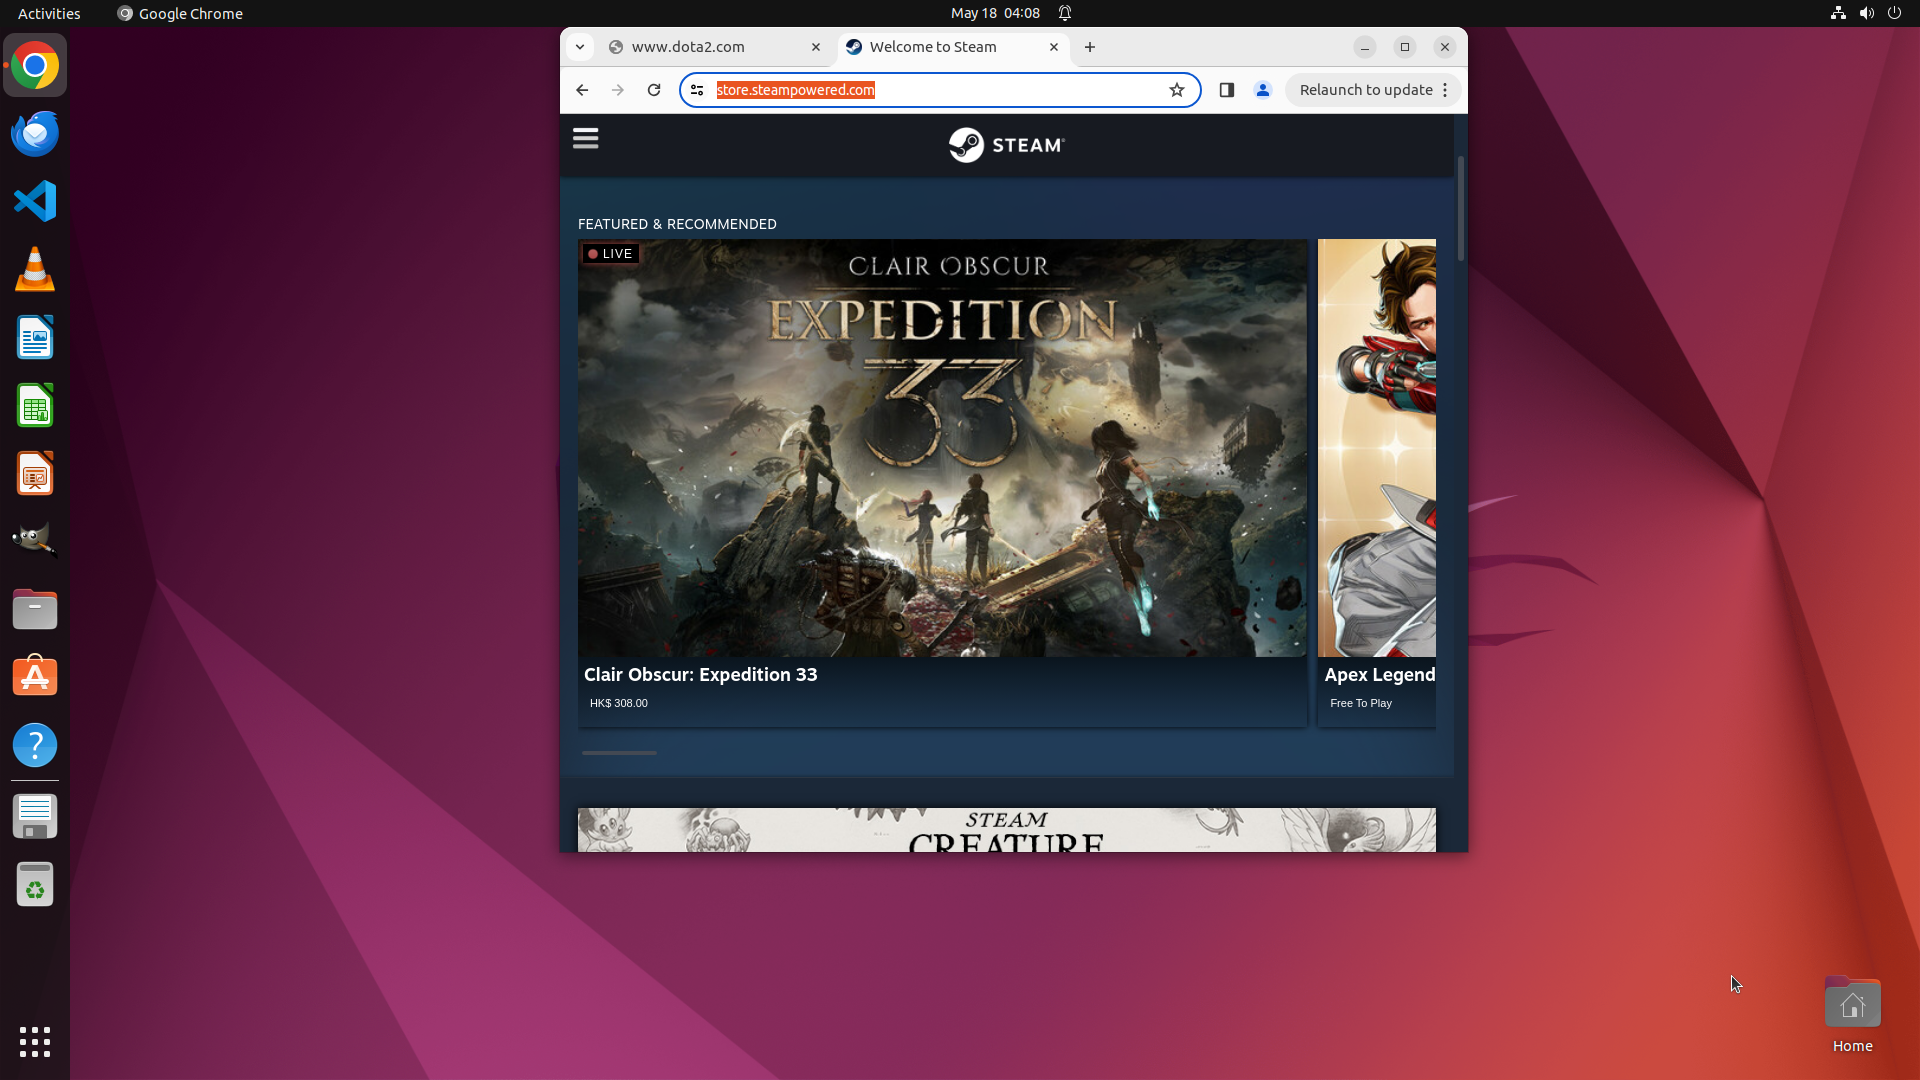 Activities
Google Chrome
May 18 04:08
www.dota2.com
Welcome to Steam
store.steampowered.com
Relaunch to update
STEAM
FEATURED & RECOMMENDED
LIVE
CLAIR OBSCUR
EXPEDITION
33
Clair Obscur: Expedition 33
HK$ 308.00
Apex Legend
Free To Play
STEAM
CREATURE
Home